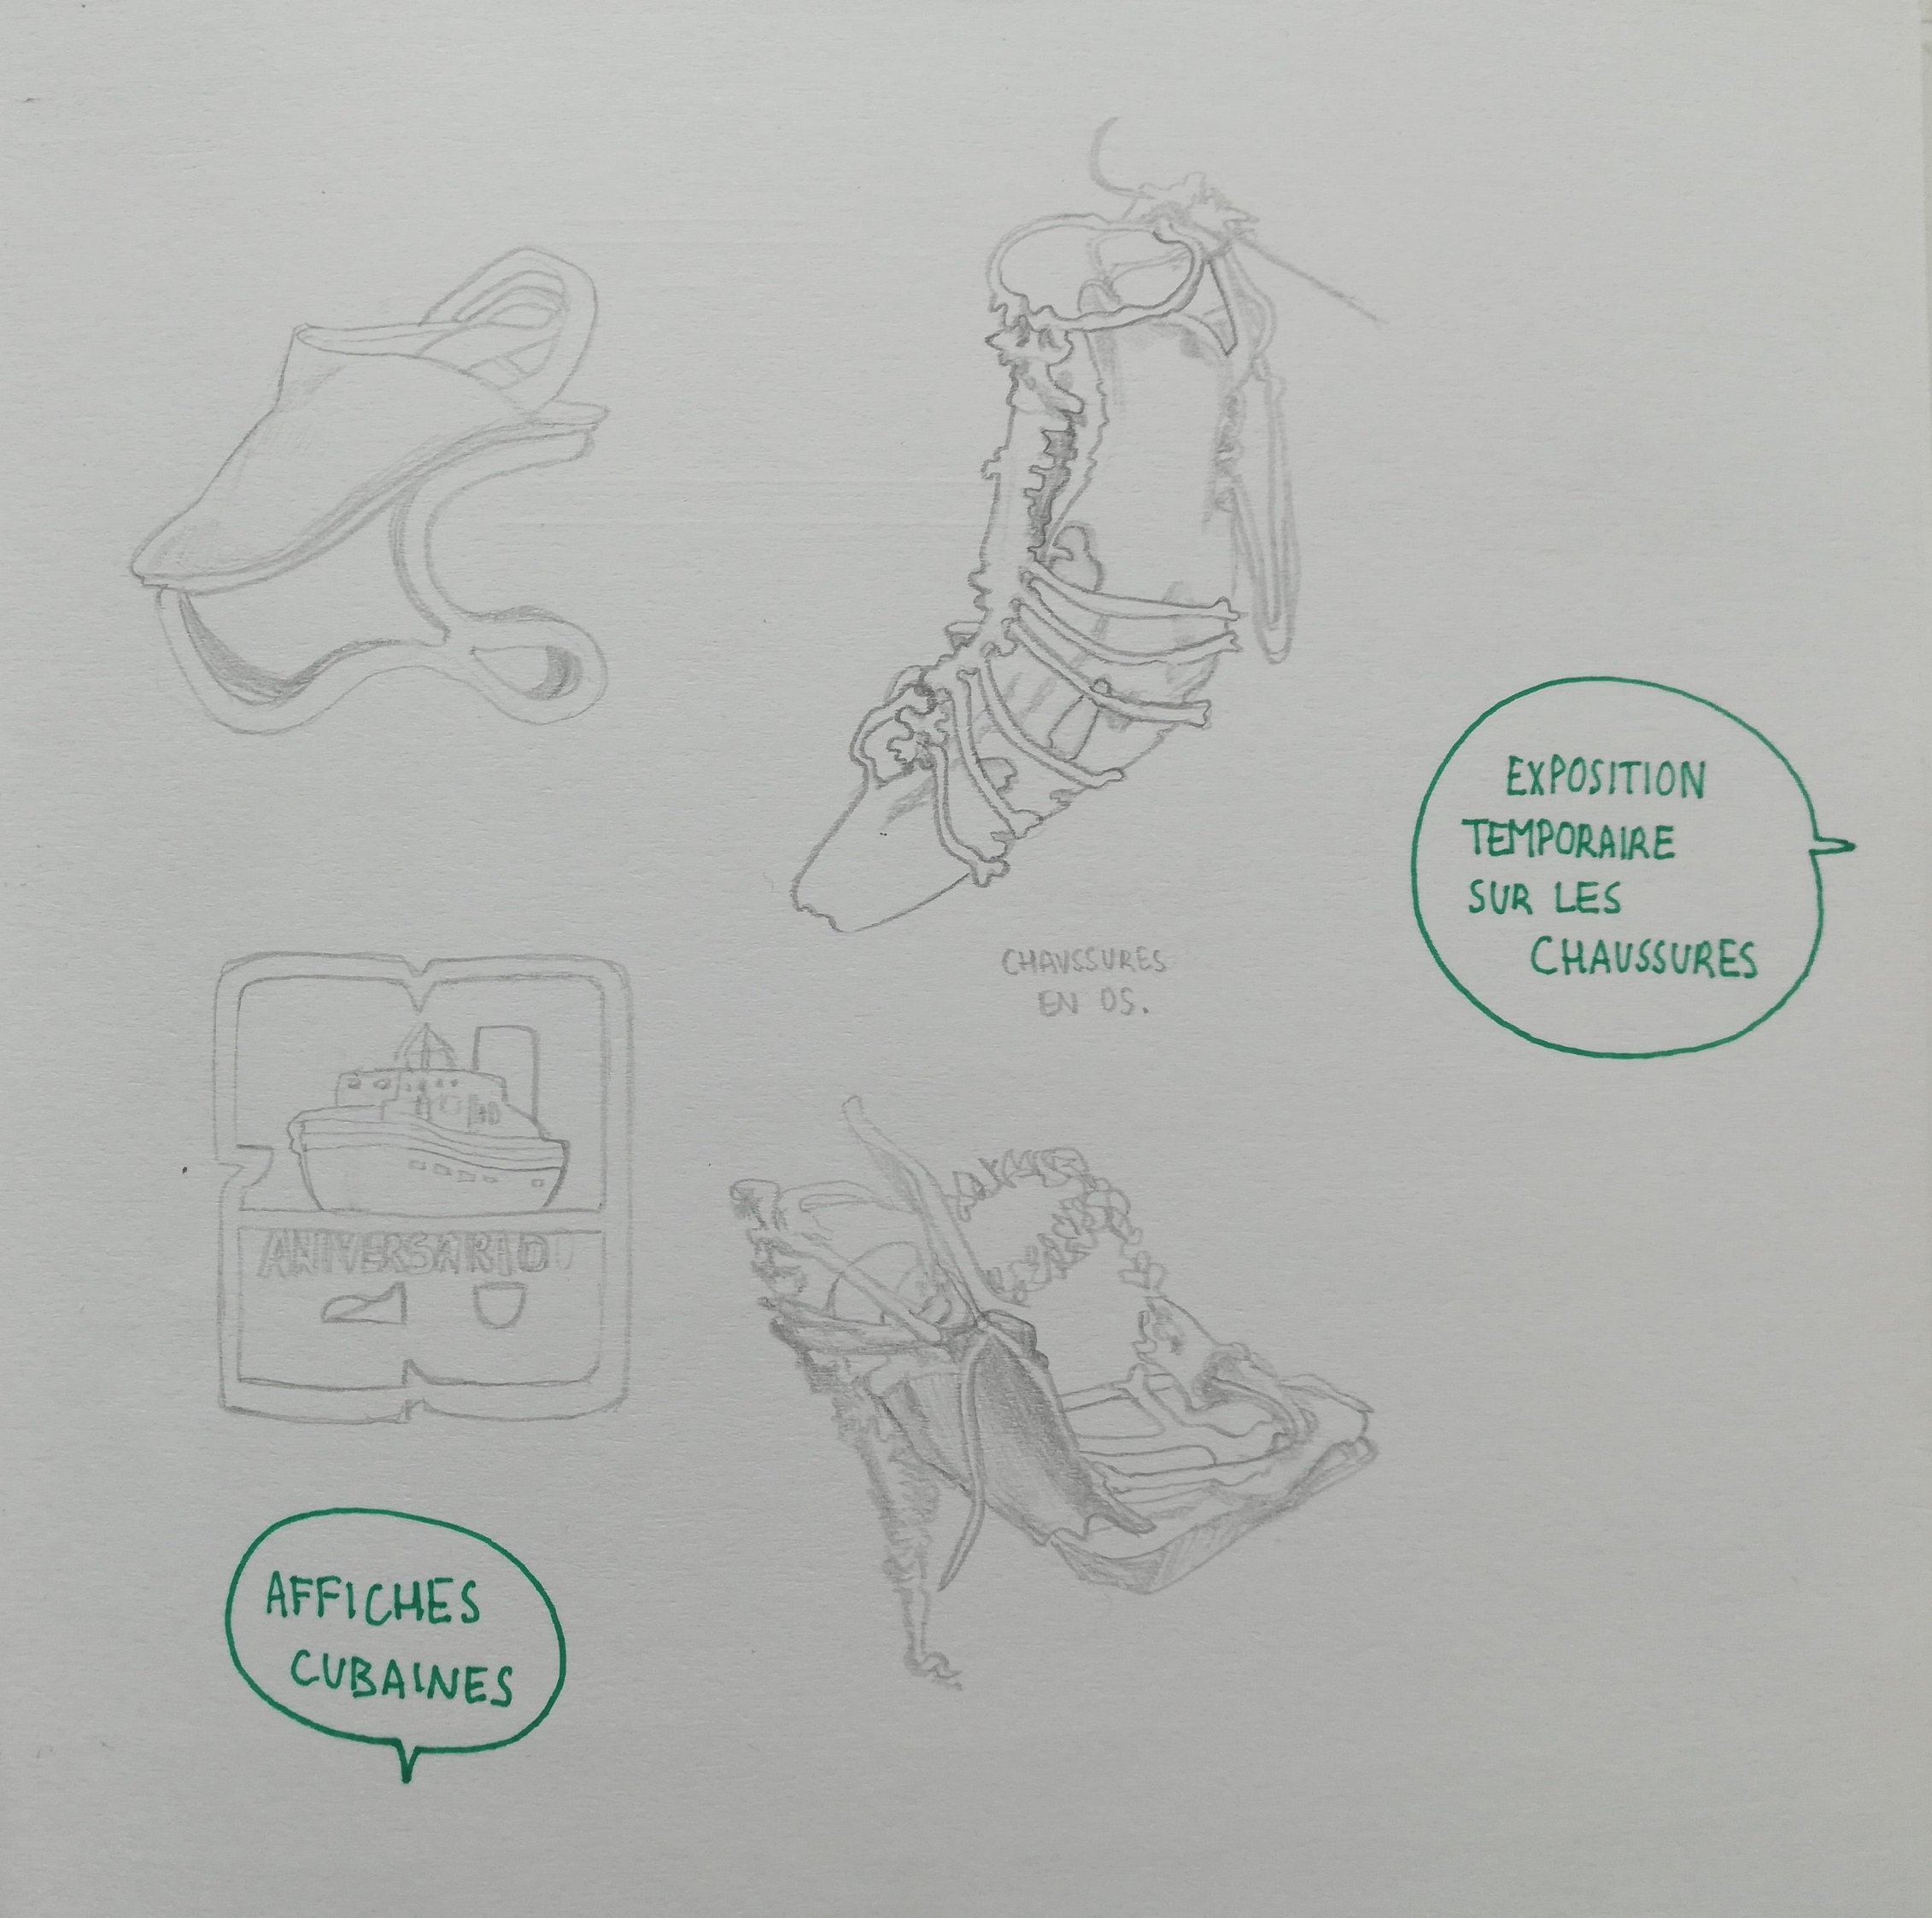 EXPOSITION
TEMPORAIRE
SUR LES
CHAUSSURES
CHAUSSURES
EN OS.
ANIVERSARIO
AFFICHES
CUBAINES